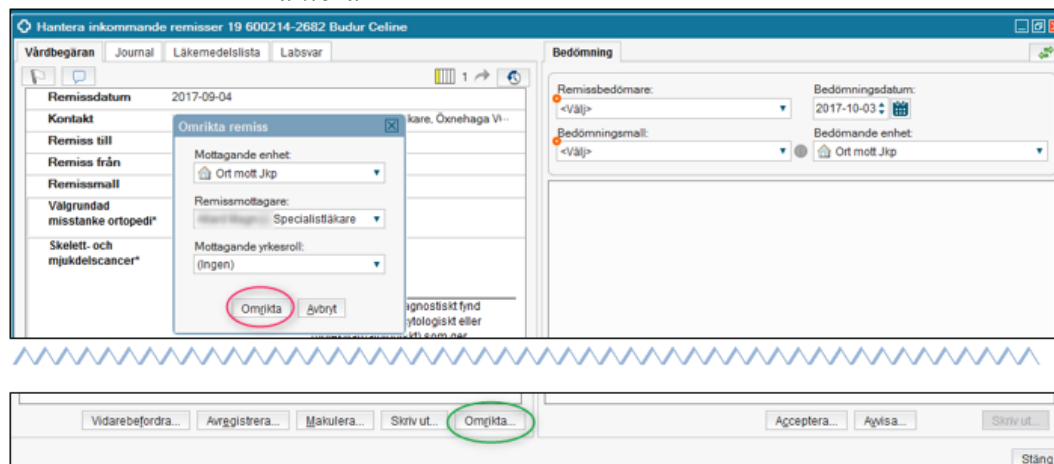 Hantera inkommande remisser 19 600214-2682 Budur Celine
Vårdbegäran Journal Läkemedelslista Labsvar
Bedömning
1
Remissdatum 2017-09-04
Kontakt kare, Öxnehaga V
Remiss till
Remiss från
Remissmall
Välgrundad
misstanke ortopedi*
Skelett- och
mjukdelscancer*
Omrikta remiss
Mottagande enhet:
Ort mott Jkp
Remissmottagare:
Specialistläkare
Mottagande yrkesroll:
(Ingen)
Omrikta Avbryt
agnostiskt fynd
ytologiskt eller
som ger
Remissbedömare:
<Välj>
Bedömningsdatum:
2017-10-03
Bedömningsmall:
<Välj>
Bedömande enhet:
Ort mott Jkp
Vidarebefordra... Avregistrera... Makulera... Skriv ut... Omrikta...
Acceptera... Avvisa... Skriv ut...
Stäng